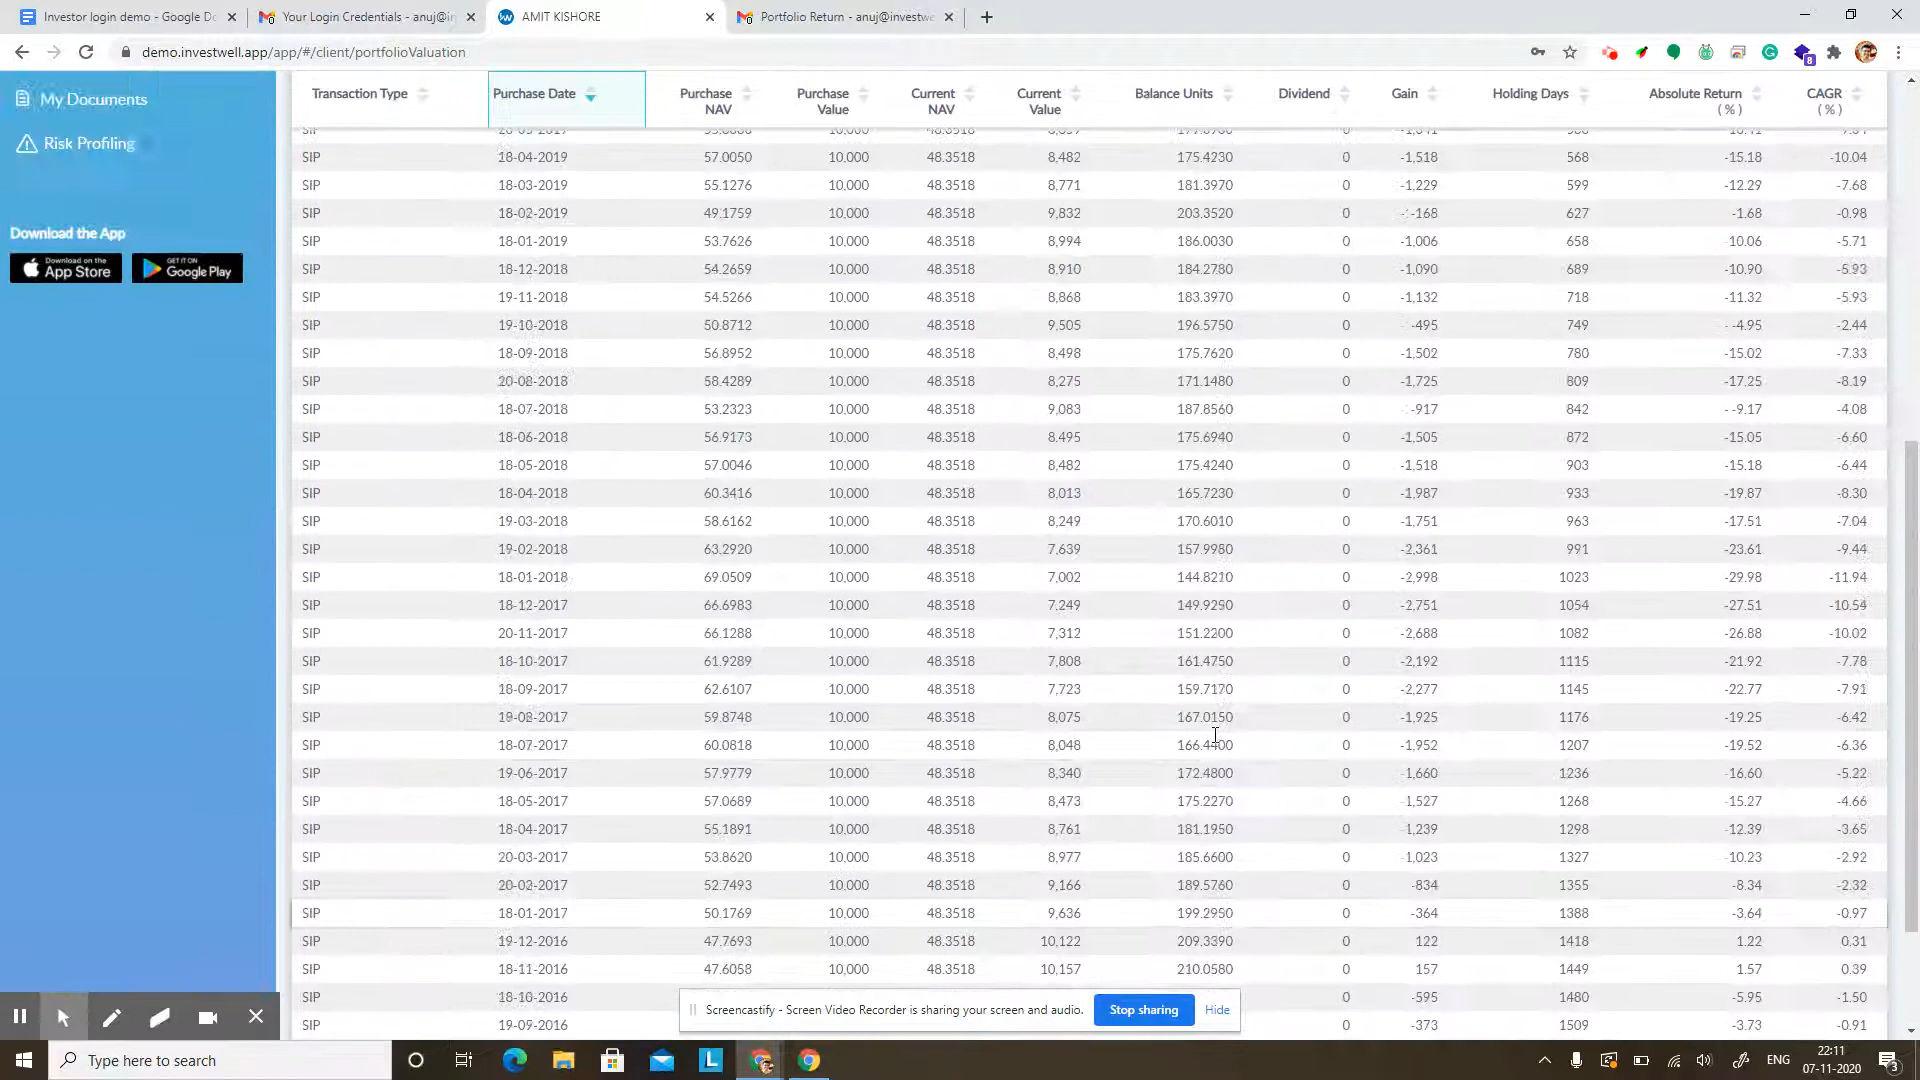 Investor login demo - Google Do
Your Login Credentials - anuj@in
AMIT KISHORE
Portfolio Return - anuj@investwe
demo.investwell.app/app/#/client/portfolioValuation
8
My Documents
Risk Profiling
Download the App
Download on the App Store
GET IT ON Google Play
Transaction Type Purchase Date Purchase NAV Purchase Value Current NAV Current Value Balance Units Dividend Gain Holding Days Absolute Return (%) CAGR (%)
SIP 18-04-2019 57.0050 10,000 48.3518 8,482 175.4230 0 -1,518 568 -15.18 -10.04
SIP 18-03-2019 55.1276 10,000 48.3518 8,771 181.3970 0 -1,229 599 -12.29 -7.68
SIP 18-02-2019 49.1759 10,000 48.3518 9,832 203.3520 0 -168 627 -1.68 -0.98
SIP 18-01-2019 53.7626 10,000 48.3518 8,994 186.0030 0 -1,006 658 -10.06 -5.71
SIP 18-12-2018 54.2659 10,000 48.3518 8,910 184.2780 0 -1,090 689 -10.90 -5.93
SIP 19-11-2018 54.5266 10,000 48.3518 8,868 183.3970 0 -1,132 718 -11.32 -5.93
SIP 19-10-2018 50.8712 10,000 48.3518 9,505 196.5750 0 -495 749 -4.95 -2.44
SIP 18-09-2018 56.8952 10,000 48.3518 8,498 175.7620 0 -1,502 780 -15.02 -7.33
SIP 20-08-2018 58.4289 10,000 48.3518 8,275 171.1480 0 -1,725 809 -17.25 -8.19
SIP 18-07-2018 53.2323 10,000 48.3518 9,083 187.8560 0 -917 842 -9.17 -4.08
SIP 18-06-2018 56.9173 10,000 48.3518 8,495 175.6940 0 -1,505 872 -15.05 -6.60
SIP 18-05-2018 57.0046 10,000 48.3518 8,482 175.4240 0 -1,518 903 -15.18 -6.44
SIP 18-04-2018 60.3416 10,000 48.3518 8,013 165.7230 0 -1,987 933 -19.87 -8.30
SIP 19-03-2018 58.6162 10,000 48.3518 8,249 170.6010 0 -1,751 963 -17.51 -7.04
SIP 19-02-2018 63.2920 10,000 48.3518 7,639 157.9980 0 -2,361 991 -23.61 -9.44
SIP 18-01-2018 69.0509 10,000 48.3518 7,002 144.8210 0 -2,998 1023 -29.98 -11.94
SIP 18-12-2017 66.6983 10,000 48.3518 7,249 149.9290 0 -2,751 1054 -27.51 -10.54
SIP 20-11-2017 66.1288 10,000 48.3518 7,312 151.2200 0 -2,688 1082 -26.88 -10.02
SIP 18-10-2017 61.9289 10,000 48.3518 7,808 161.4750 0 -2,192 1115 -21.92 -7.78
SIP 18-09-2017 62.6107 10,000 48.3518 7,723 159.7170 0 -2,277 1145 -22.77 -7.91
SIP 59.8748 10,000 48.3518 8,075 167.0150 0 -1,925 1176 -19.25 -6.42
SIP 18-07-2017 60.0818 10,000 48.3518 8,048 0 -1,952 1207 -19.52 -6.36
SIP 19-06-2017 57.9779 10,000 48.3518 8,340 172.4800 0 -1,660 1236 -16.60 -5.22
SIP 18-05-2017 57.0689 10,000 48.3518 8,473 175.2270 0 -1,527 1268 -15.27 -4.66
SIP 18-04-2017 55.1891 10,000 48.3518 8,761 181.1950 0 -1,239 1298 -12.39 -3.65
SIP 20-03-2017 53.8620 10,000 48.3518 8,977 185.6600 0 -1,023 1327 -10.23 -2.92
SIP 20-02-2017 52.7493 10,000 48.3518 9,166 189.5760 0 -834 1355 -8.34 -2.32
SIP 18-01-2017 50.1769 10,000 48.3518 9,636 199.2950 0 -364 1388 -3.64 -0.97
SIP 19-12-2016 47.7693 10,000 48.3518 10,122 209.3390 0 122 1418 1.22 0.31
SIP 18-11-2016 47.6058 10,000 48.3518 10,157 210.0580 0 157 1449 1.57 0.39
SIP 18-10-2016 -595 1480 -5.95 -1.50
SIP 19-09-2016 -373 1509 -3.73 -0.91
Screencastify - Screen Video Recorder is sharing your screen and audio. Stop sharing Hide
Type here to search
L
ENG
22:11
07-11-2020
3